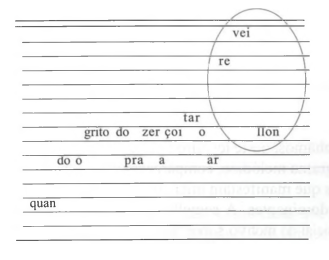 vei
re
tar
grito do zer çoi o llon
do o pra a ar
quan